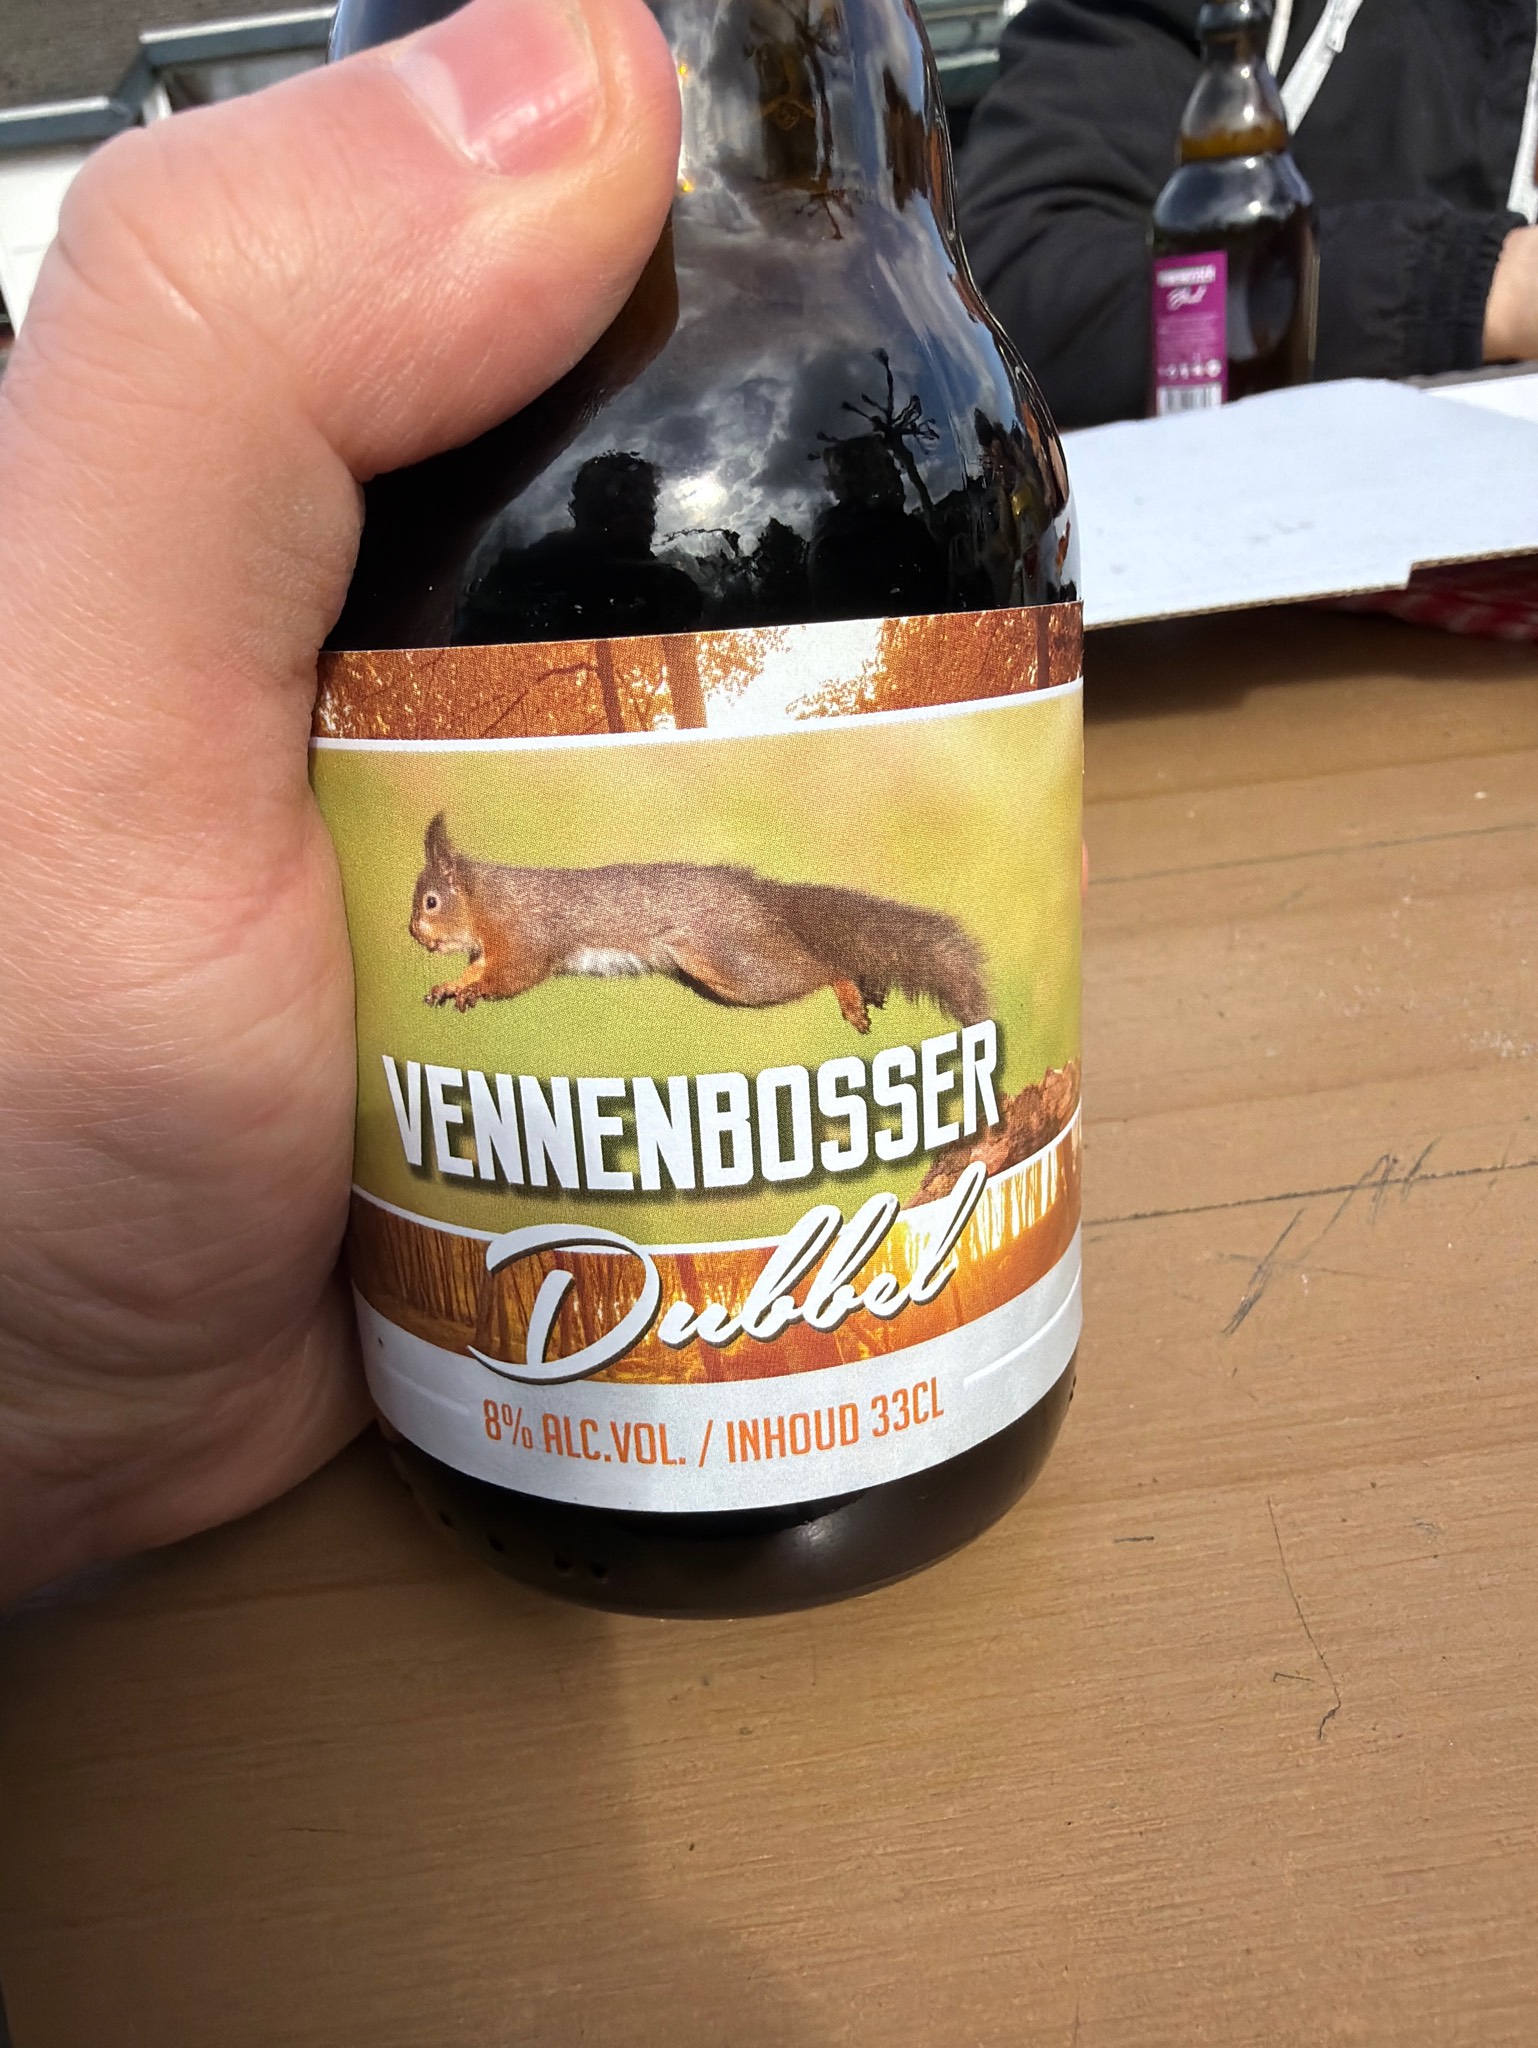 VENNENBOSSER
Dubbel
8% ALC.VOL. / INHOUD 33CL